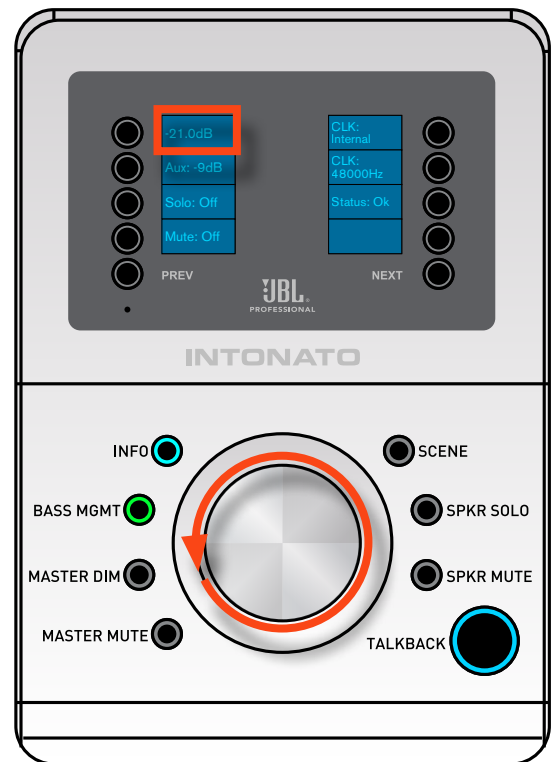 -21.0dB
Aux: -9dB
Solo: Off
Mute: Off
CLK:
Internal
CLK:
48000Hz
Status: Ok
PREV
NEXT
JBL
PROFESSIONAL
INTONATO
INFO
BASS MGMT
MASTER DIM
MASTER MUTE
SCENE
SPKR SOLO
SPKR MUTE
TALKBACK